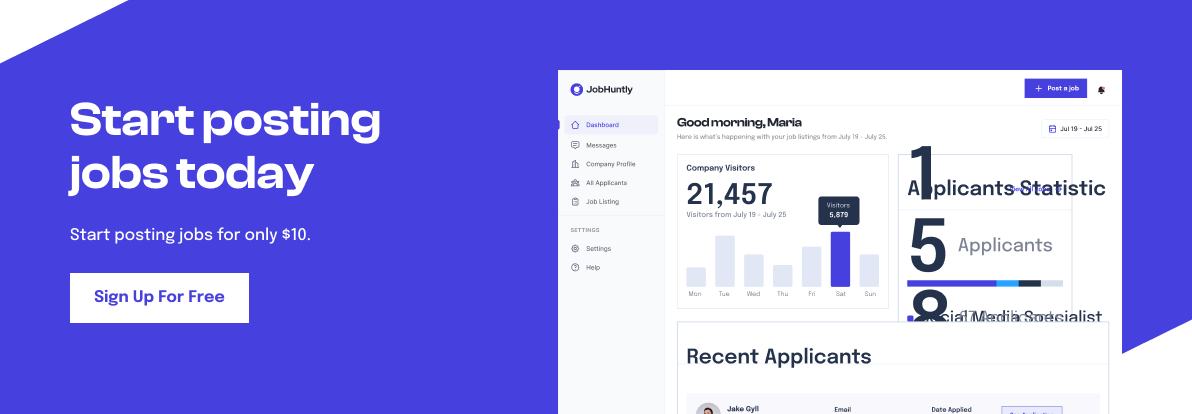 Start posting
jobs today
Start posting jobs for only $10.
Sign Up For Free
JobHuntly
Dashboard
Messages
Company Profile
All Applicants
Job Listing
SETTINGS
Settings
Help
Post a job
Good morning, Maria
Here is what's happening with your job listings from July 19 - July 25.
Jul 19 - Jul 25
Company Visitors
21,457
Visitors from July 19 - July 25
Visitors
5,879
Mon Tue Wed Thu Fri Sat Sun
1
Applicants Statistic
5
Applicants
8
Social Media Specialist
67 Applicants
Recent Applicants
Jake Gyll
Email
Date Applied